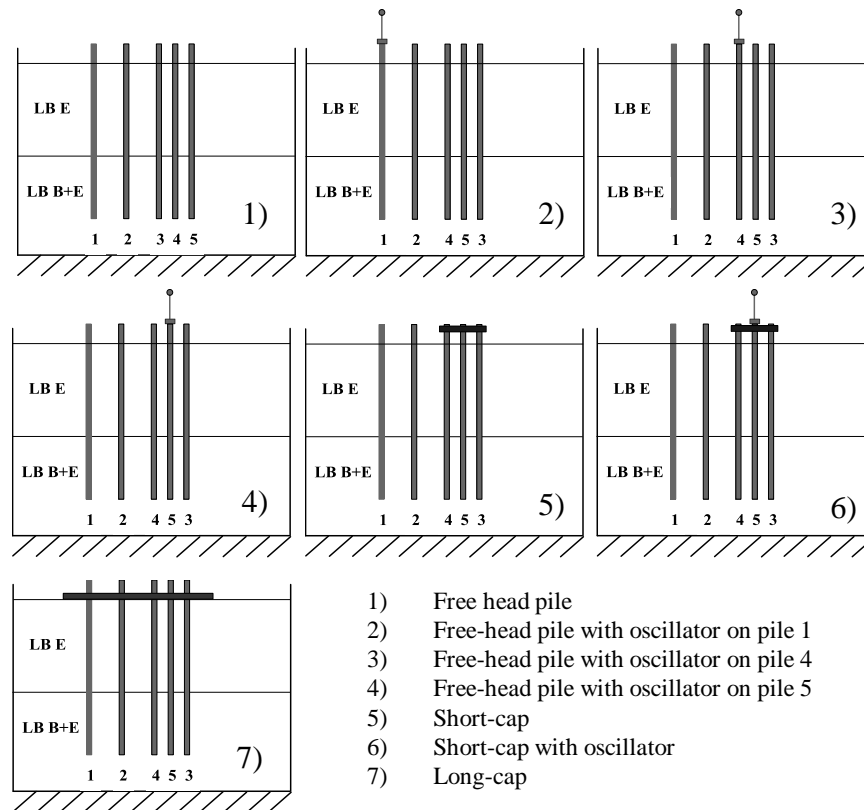 LB E
LB B+E
1)
1 2 3 4 5
LB E
LB B+E
2)
1 2 4 5 3
LB E
LB B+E
3)
1 2 4 5 3
LB E
LB B+E
4)
1 2 4 5 3
LB E
LB B+E
5)
1 2 4 5 3
LB E
LB B+E
6)
1 2 4 5 3
LB E
LB B+E
7)
1 2 4 5 3
1) Free head pile
2) Free-head pile with oscillator on pile 1
3) Free-head pile with oscillator on pile 4
4) Free-head pile with oscillator on pile 5
5) Short-cap
6) Short-cap with oscillator
7) Long-cap